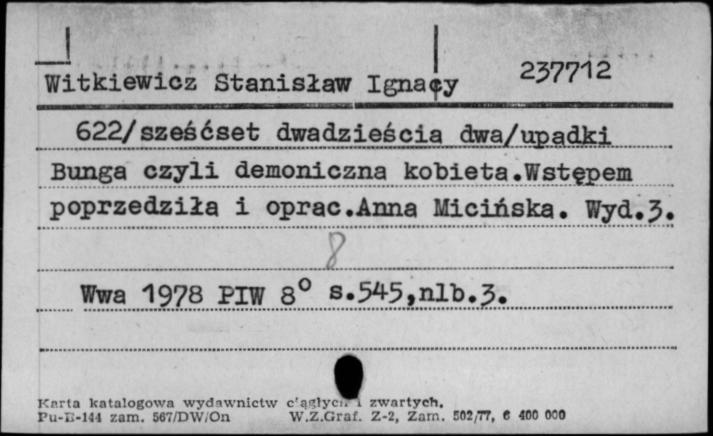 Witkiewicz Stanisław Ignacy 237712
622/sześćset dwadzieścia dwa/upadki
Bunga czyli demoniczna kobieta.Wstępem
poprzedziła i oprac.Anna Micińska. Wyd.3.
8
Wwa 1978 PIW 8° s.545,nlb.3.
Karta katalogowa wydawnictw ciągłych i zwartych.
Pu-B-144 zam. 567/DW/On W.Z.Graf. Z-2, Zam. 502/77, 6 400 000